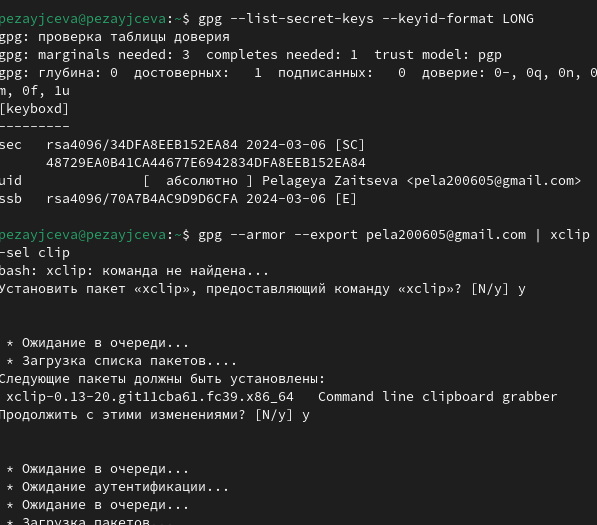 pezayjceva@pezayjceva:~$ gpg --list-secret-keys --keyid-format LONG
gpg: проверка таблицы доверия
gpg: marginals needed: 3  completes needed: 1  trust model: pgp
gpg: глубина: 0  достоверных:   1  подписанных:   0  доверие: 0-, 0q, 0n, 0
m, 0f, 1u
[keyboxd]
---------
sec   rsa4096/34DFA8EEB152EA84 2024-03-06 [SC]
      48729EA0B41CA44677E6942834DFA8EEB152EA84
uid               [  абсолютно ] Pelageya Zaitseva <pela200605@gmail.com>
ssb   rsa4096/70A7B4AC9D9D6CFA 2024-03-06 [E]
pezayjceva@pezayjceva:~$ gpg --armor --export pela200605@gmail.com | xclip
-sel clip
bash: xclip: команда не найдена...
Установить пакет «xclip», предоставляющий команду «xclip»? [N/y] y
 * Ожидание в очереди...
 * Загрузка списка пакетов....
Следующие пакеты должны быть установлены:
 xclip-0.13-20.git11cba61.fc39.x86_64   Command line clipboard grabber
Продолжить с этими изменениями? [N/y] y
 * Ожидание в очереди...
 * Ожидание аутентификации...
 * Ожидание в очереди...
 * Загрузка пакетов...